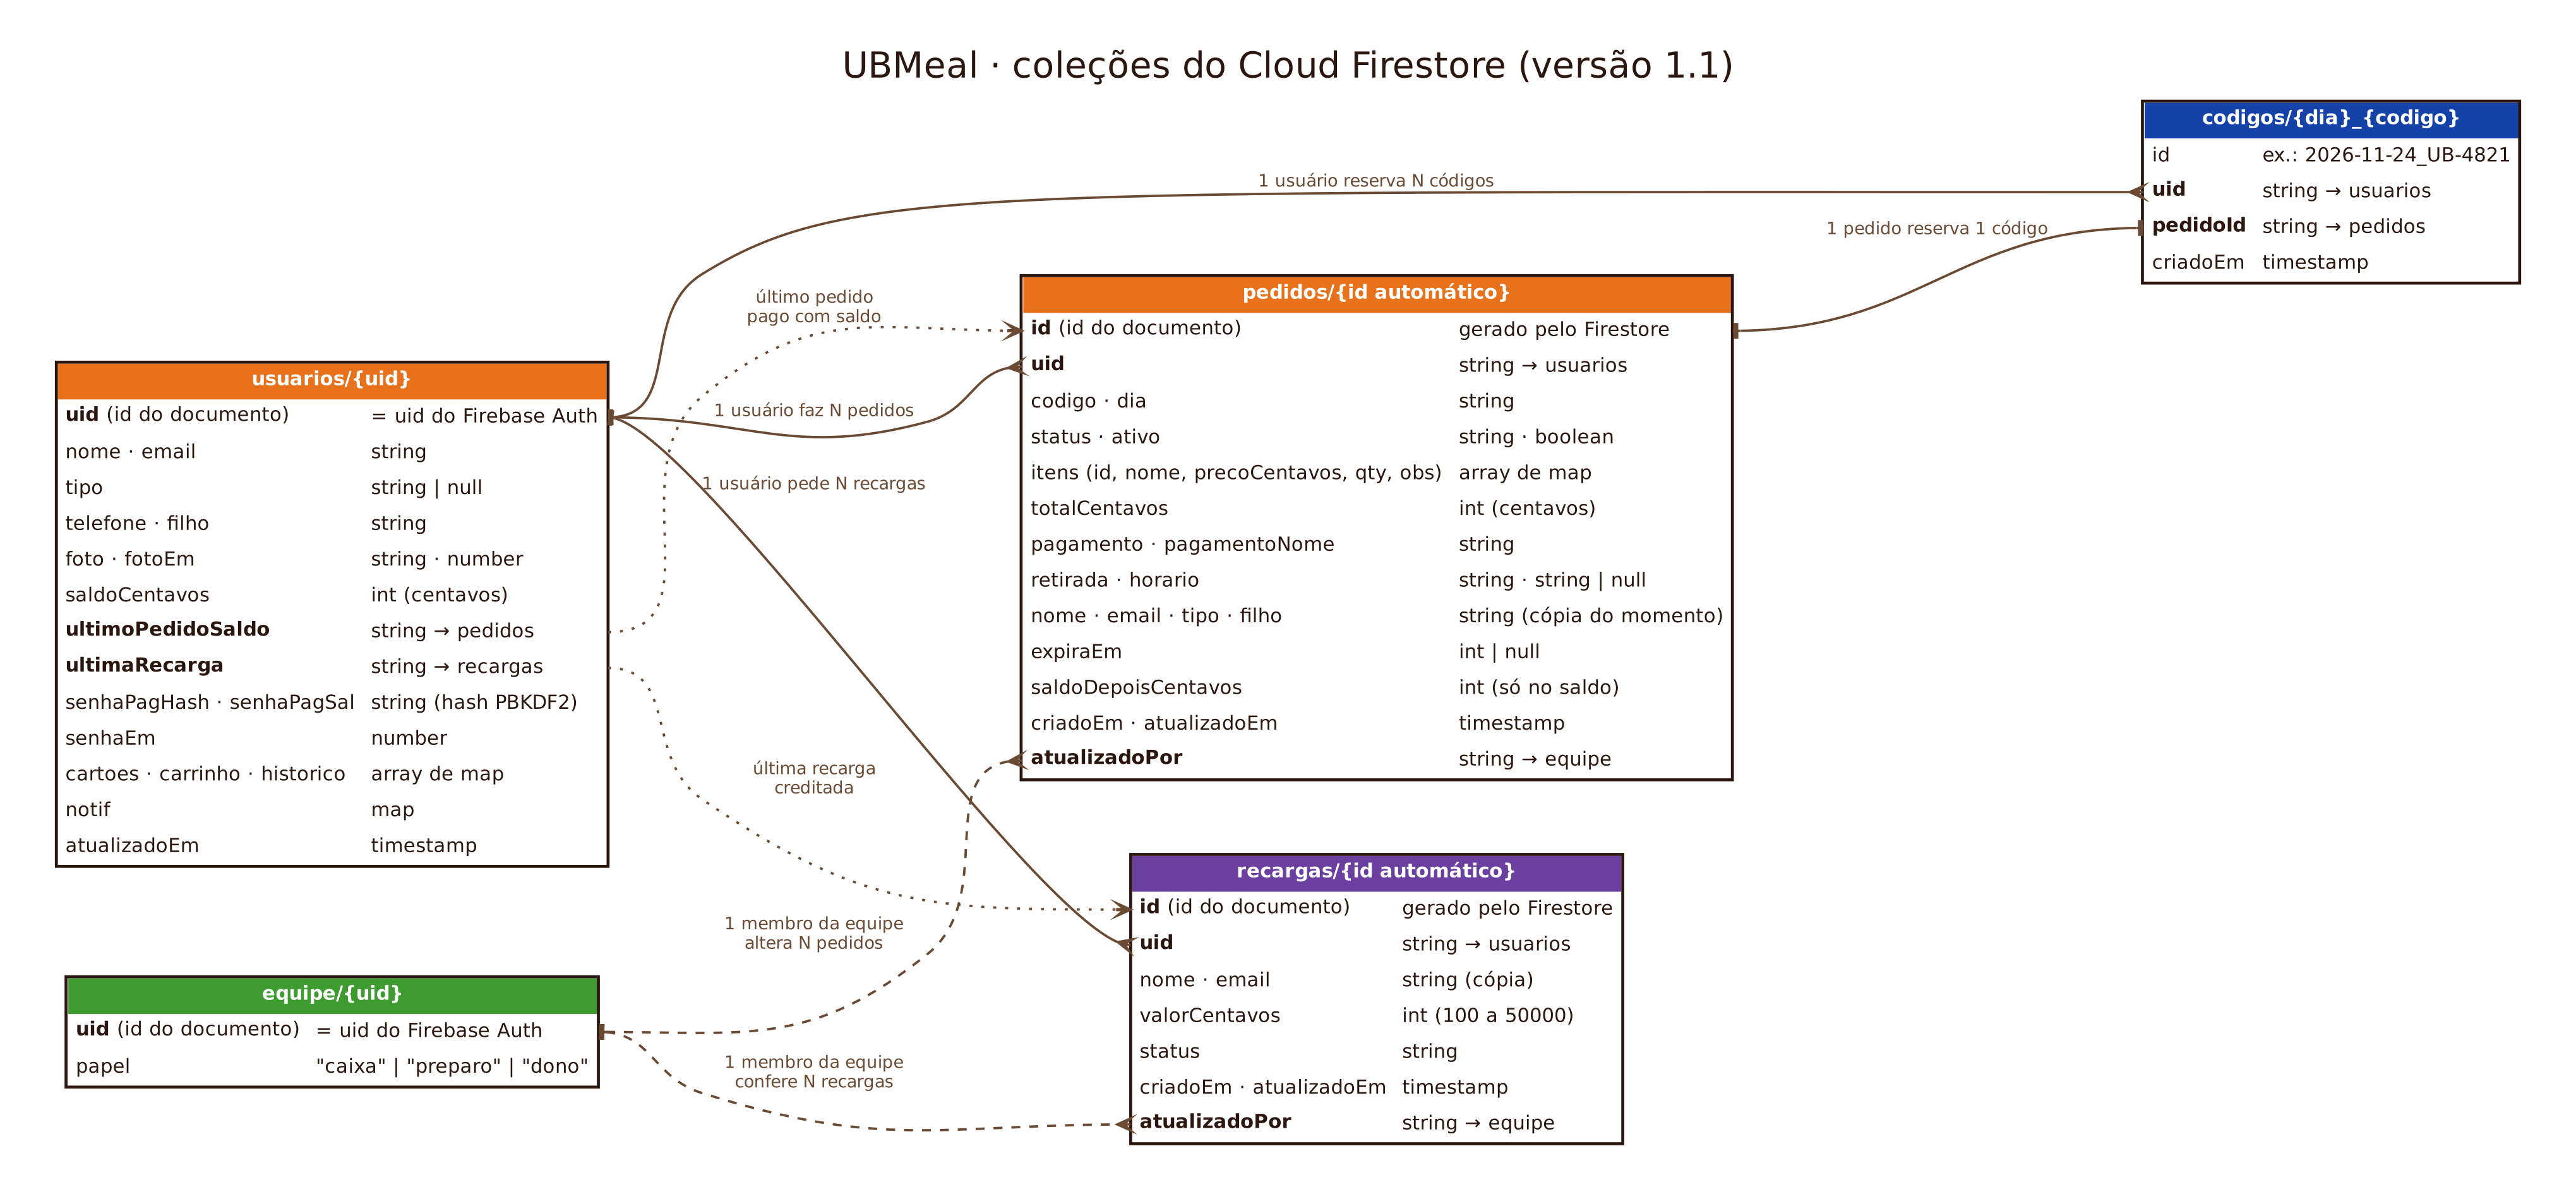 UBMeal · coleções do Cloud Firestore (versão 1.1)
codigos/{dia}_{codigo}
id ex.: 2026-11-24_UB-4821
uid string → usuarios
pedidoId string → pedidos
criadoEm timestamp
1 usuário reserva N códigos
1 pedido reserva 1 código
último pedido
pago com saldo
1 usuário faz N pedidos
1 usuário pede N recargas
pedidos/{id automático}
id (id do documento) gerado pelo Firestore
uid string → usuarios
codigo · dia string
status · ativo string · boolean
itens (id, nome, precoCentavos, qty, obs) array de map
totalCentavos int (centavos)
pagamento · pagamentoNome string
retirada · horario string · string | null
nome · email · tipo · filho string (cópia do momento)
expiraEm int | null
saldoDepoisCentavos int (só no saldo)
criadoEm · atualizadoEm timestamp
atualizadoPor string → equipe
usuarios/{uid}
uid (id do documento) = uid do Firebase Auth
nome · email string
tipo string | null
telefone · filho string
foto · fotoEm string · number
saldoCentavos int (centavos)
ultimoPedidoSaldo string → pedidos
ultimaRecarga string → recargas
senhaPagHash · senhaPagSal string (hash PBKDF2)
senhaEm number
cartoes · carrinho · historico array de map
notif map
atualizadoEm timestamp
última recarga
creditada
1 membro da equipe
altera N pedidos
1 membro da equipe
confere N recargas
recargas/{id automático}
id (id do documento) gerado pelo Firestore
uid string → usuarios
nome · email string (cópia)
valorCentavos int (100 a 50000)
status string
criadoEm · atualizadoEm timestamp
atualizadoPor string → equipe
equipe/{uid}
uid (id do documento) = uid do Firebase Auth
papel "caixa" | "preparo" | "dono"